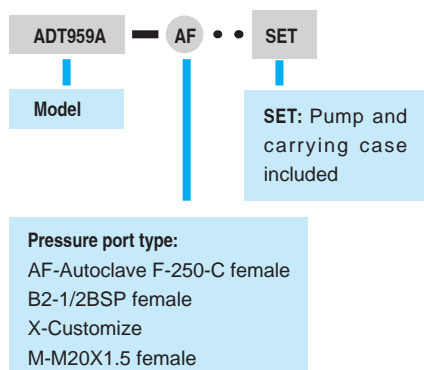 ADT959A — AF • • SET
Model
SET: Pump and
carrying case
included
Pressure port type:
AF-Autoclave F-250-C female
B2-1/2BSP female
X-Customize
M-M20X1.5 female